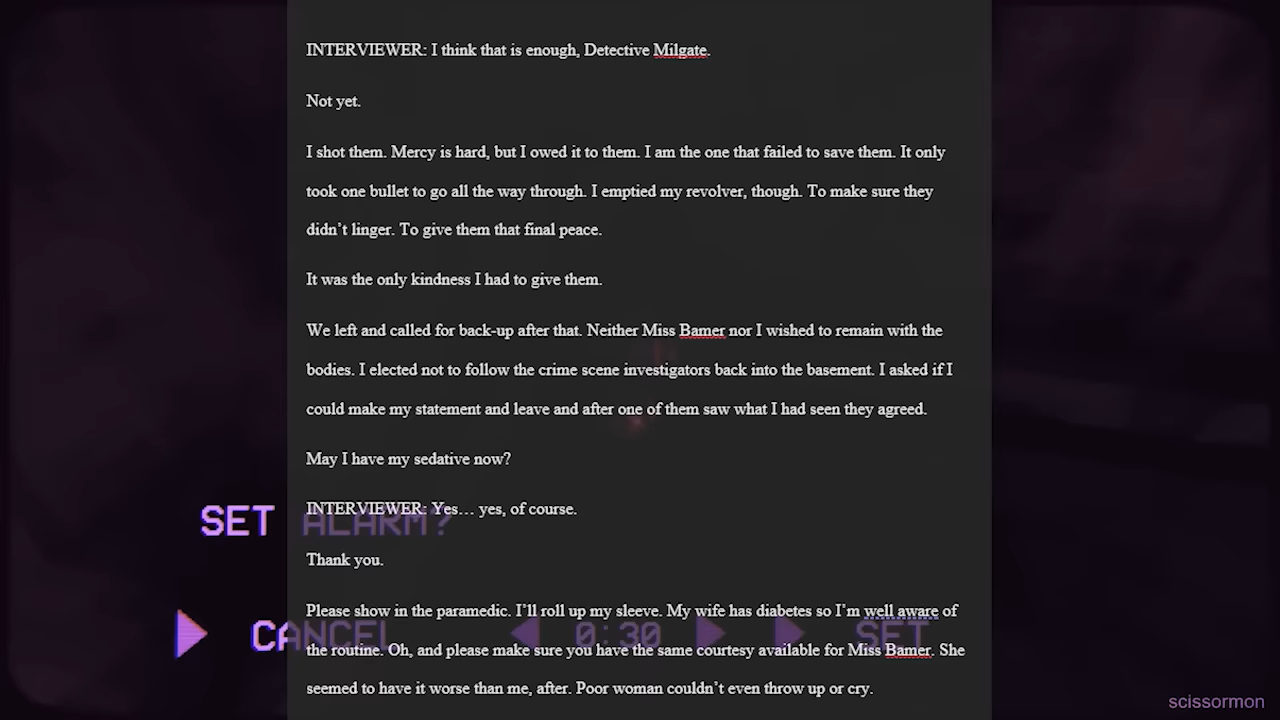 INTERVIEWER: I think that is enough, Detective Milgate.
Not yet.
I shot them. Mercy is hard, but I owed it to them. I am the one that failed to save them. It only
took one bullet to go all the way through. I emptied my revolver, though. To make sure they
didn’t linger. To give them that final peace.
It was the only kindness I had to give them.
We left and called for back-up after that. Neither Miss Bamer nor I wished to remain with the
bodies. I elected not to follow the crime scene investigators back into the basement. I asked if I
could make my statement and leave and after one of them saw what I had seen they agreed.
May I have my sedative now?
INTERVIEWER: Yes… yes, of course.
SET ALARM?
Thank you.
Please show in the paramedic. I’ll roll up my sleeve. My wife has diabetes so I’m well aware of
CANCEL 0:30 SET
the routine. Oh, and please make sure you have the same courtesy available for Miss Bamer. She
seemed to have it worse than me, after. Poor woman couldn’t even throw up or cry.
scissormon